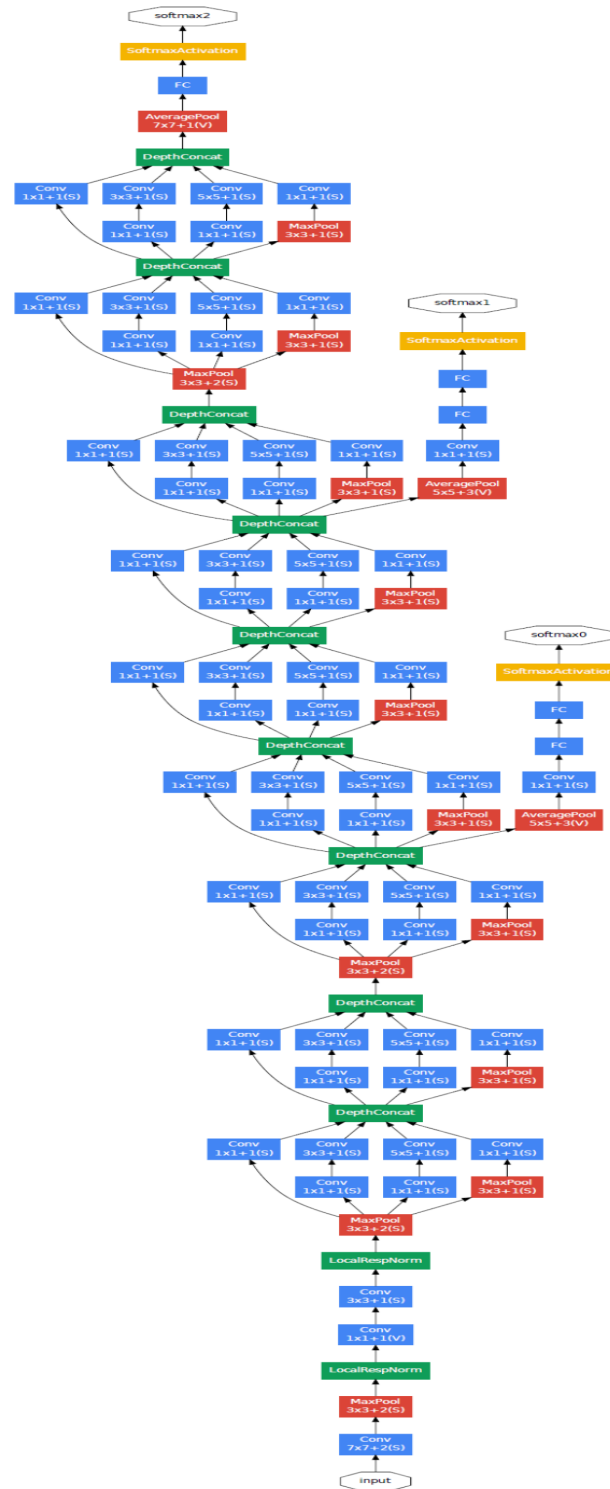 softmax2
SoftmaxActivation
FC
AveragePool
7x7+1(V)
DepthConcat
Conv Conv Conv Conv
1x1+1(S) 3x3+1(S) 5x5+1(S) 1x1+1(S)
Conv Conv MaxPool
1x1+1(S) 1x1+1(S) 3x3+1(S)
DepthConcat
Conv Conv Conv Conv softmax1
1x1+1(S) 3x3+1(S) 5x5+1(S) 1x1+1(S)
Conv Conv MaxPool SoftmaxActivation
1x1+1(S) 1x1+1(S) 3x3+1(S)
MaxPool FC
3x3+2(S)
DepthConcat FC
Conv Conv Conv Conv Conv
1x1+1(S) 3x3+1(S) 5x5+1(S) 1x1+1(S) 1x1+1(S)
Conv Conv MaxPool AveragePool
1x1+1(S) 1x1+1(S) 3x3+1(S) 5x5+3(V)
DepthConcat
Conv Conv Conv Conv
1x1+1(S) 3x3+1(S) 5x5+1(S) 1x1+1(S)
Conv Conv MaxPool
1x1+1(S) 1x1+1(S) 3x3+1(S)
DepthConcat softmax0
Conv Conv Conv Conv SoftmaxActivation
1x1+1(S) 3x3+1(S) 5x5+1(S) 1x1+1(S)
Conv Conv MaxPool FC
1x1+1(S) 1x1+1(S) 3x3+1(S)
DepthConcat FC
Conv Conv Conv Conv Conv
1x1+1(S) 3x3+1(S) 5x5+1(S) 1x1+1(S) 1x1+1(S)
Conv Conv MaxPool AveragePool
1x1+1(S) 1x1+1(S) 3x3+1(S) 5x5+3(V)
DepthConcat
Conv Conv Conv Conv
1x1+1(S) 3x3+1(S) 5x5+1(S) 1x1+1(S)
Conv Conv MaxPool
1x1+1(S) 1x1+1(S) 3x3+1(S)
MaxPool
3x3+2(S)
DepthConcat
Conv Conv Conv Conv
1x1+1(S) 3x3+1(S) 5x5+1(S) 1x1+1(S)
Conv Conv MaxPool
1x1+1(S) 1x1+1(S) 3x3+1(S)
DepthConcat
Conv Conv Conv Conv
1x1+1(S) 3x3+1(S) 5x5+1(S) 1x1+1(S)
Conv Conv MaxPool
1x1+1(S) 1x1+1(S) 3x3+1(S)
MaxPool
3x3+2(S)
LocalRespNorm
Conv
3x3+1(S)
Conv
1x1+1(V)
LocalRespNorm
MaxPool
3x3+2(S)
Conv
7x7+2(S)
input